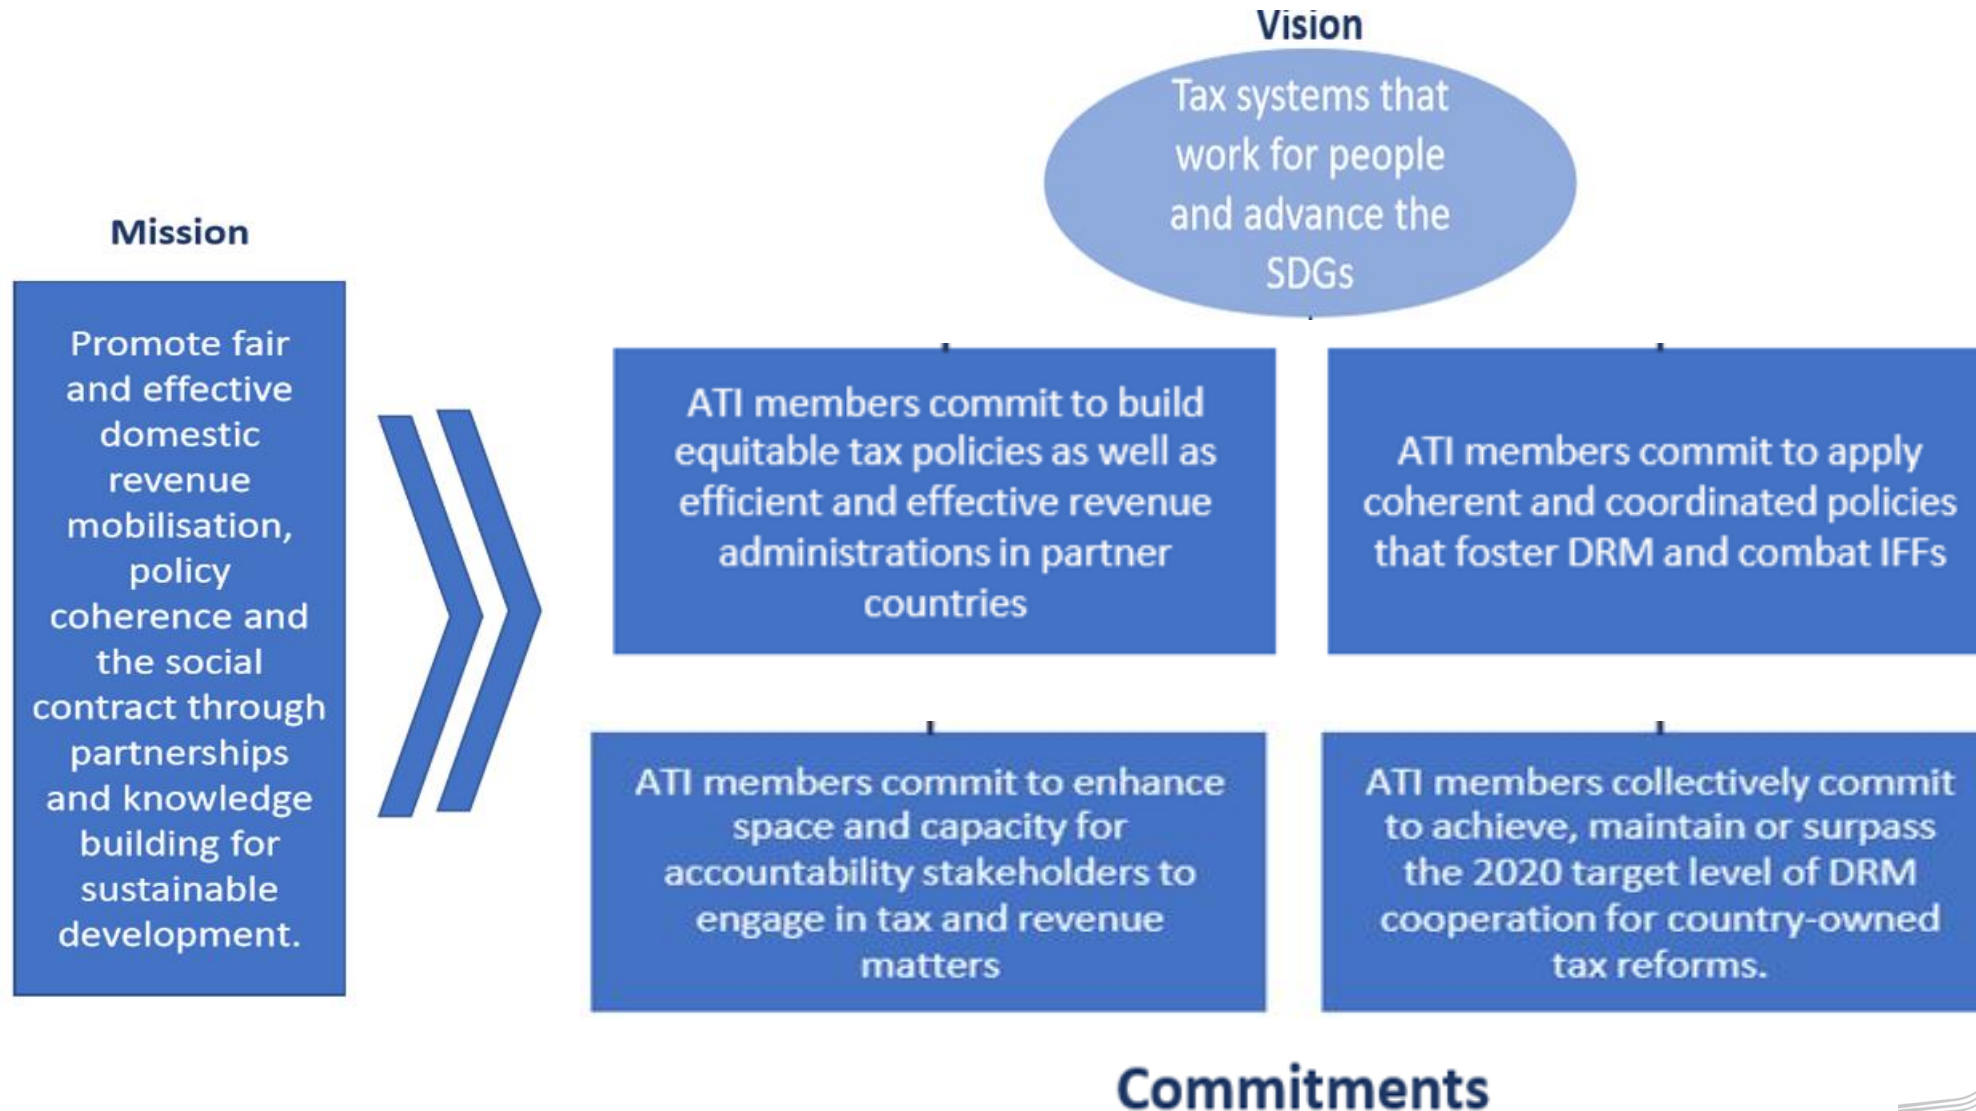 Vision
Tax systems that
work for people
and advance the
SDGs
Mission
Promote fair
and effective
domestic
revenue
mobilisation,
policy
coherence and
the social
contract through
partnerships
and knowledge
building for
sustainable
development.
ATI members commit to build
equitable tax policies as well as
efficient and effective revenue
administrations in partner
countries
ATI members commit to apply
coherent and coordinated policies
that foster DRM and combat IFFs
ATI members commit to enhance
space and capacity for
accountability stakeholders to
engage in tax and revenue
matters
ATI members collectively commit
to achieve, maintain or surpass
the 2020 target level of DRM
cooperation for country-owned
tax reforms.
Commitments